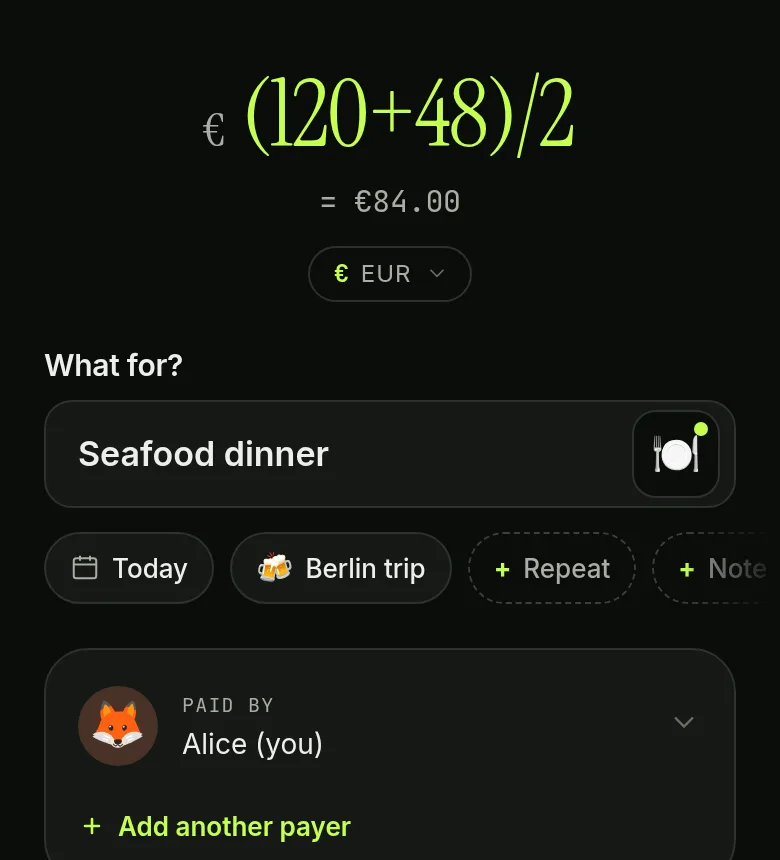 € (120+48)/2
= €84.00
€ EUR
What for?
Seafood dinner
Today Berlin trip + Repeat + Note
PAID BY
Alice (you)
+ Add another payer